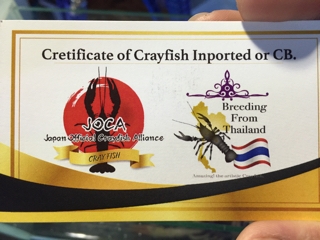 Cretificate of Crayfish Inported or CB.
JOCA
Japan Official Crayfish Alliance
CRAY FISH
Breeding
From
Thailand